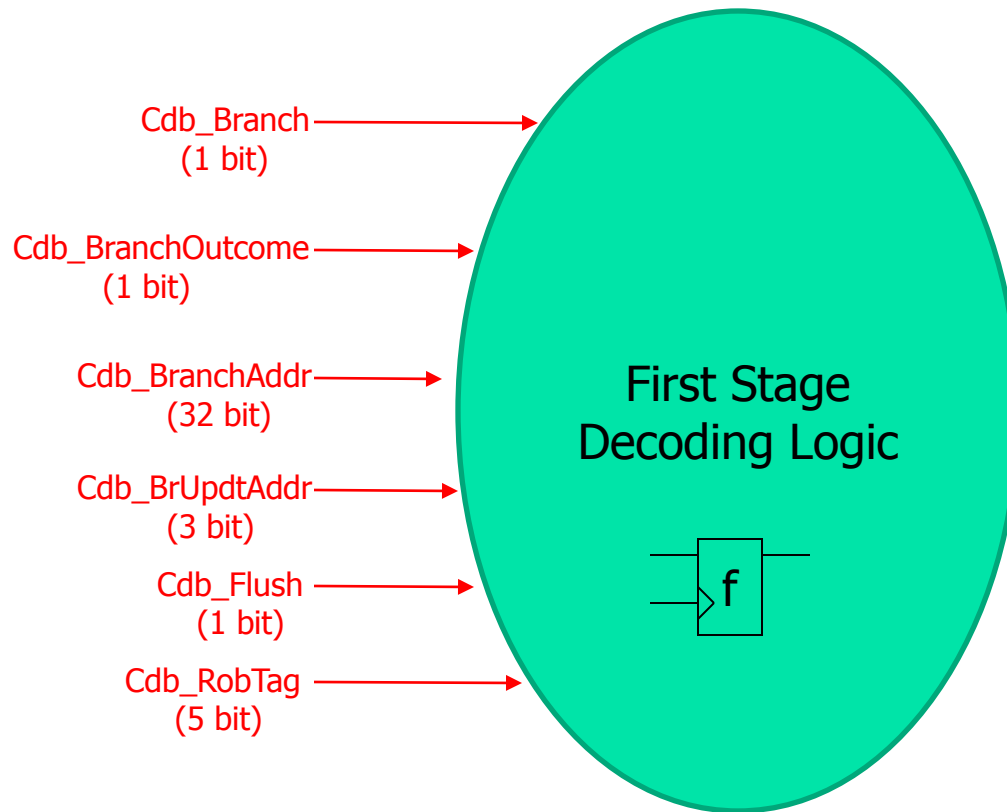 Cdb_Branch
(1 bit)
Cdb_BranchOutcome
(1 bit)
Cdb_BranchAddr
(32 bit)
Cdb_BrUpdtAddr
(3 bit)
Cdb_Flush
(1 bit)
Cdb_RobTag
(5 bit)
First Stage
Decoding Logic
f